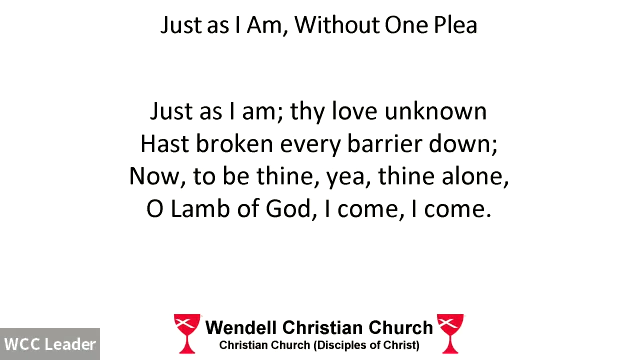 Just as I Am, Without One Plea
Just as I am; thy love unknown
Hast broken every barrier down;
Now, to be thine, yea, thine alone,
O Lamb of God, I come, I come.
Wendell Christian Church
Christian Church (Disciples of Christ)
WCC Leader